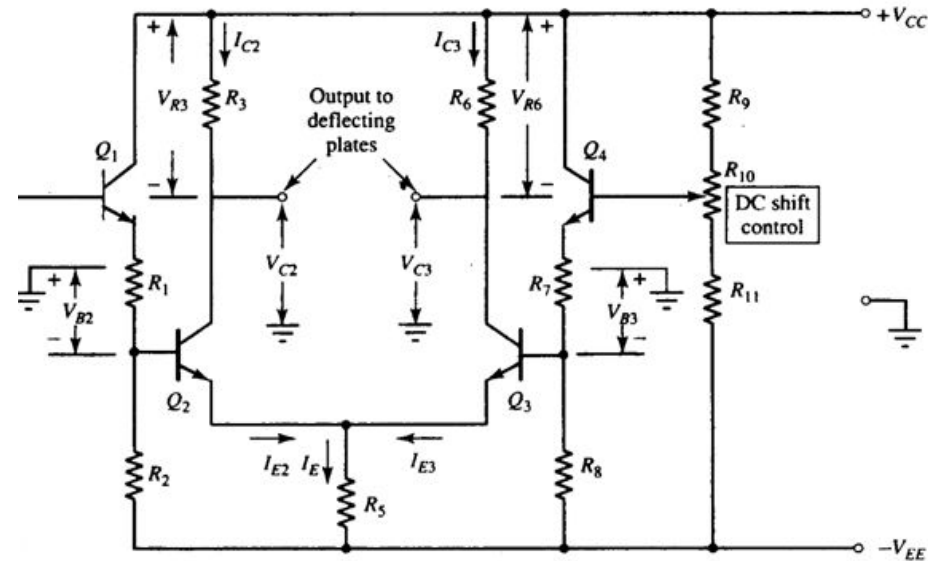 +
I_C2
I_C3
+
+V_CC
V_R3
R_3
Output to
deflecting
plates
R_6
V_R6
R_9
Q_1
Q_4
−
−
R_10
DC shift
control
V_C2
V_C3
+
V_B2
−
R_1
R_7
+
V_B3
−
R_11
Q_2
Q_3
I_E2
I_E
I_E3
R_2
R_5
R_8
−V_EE